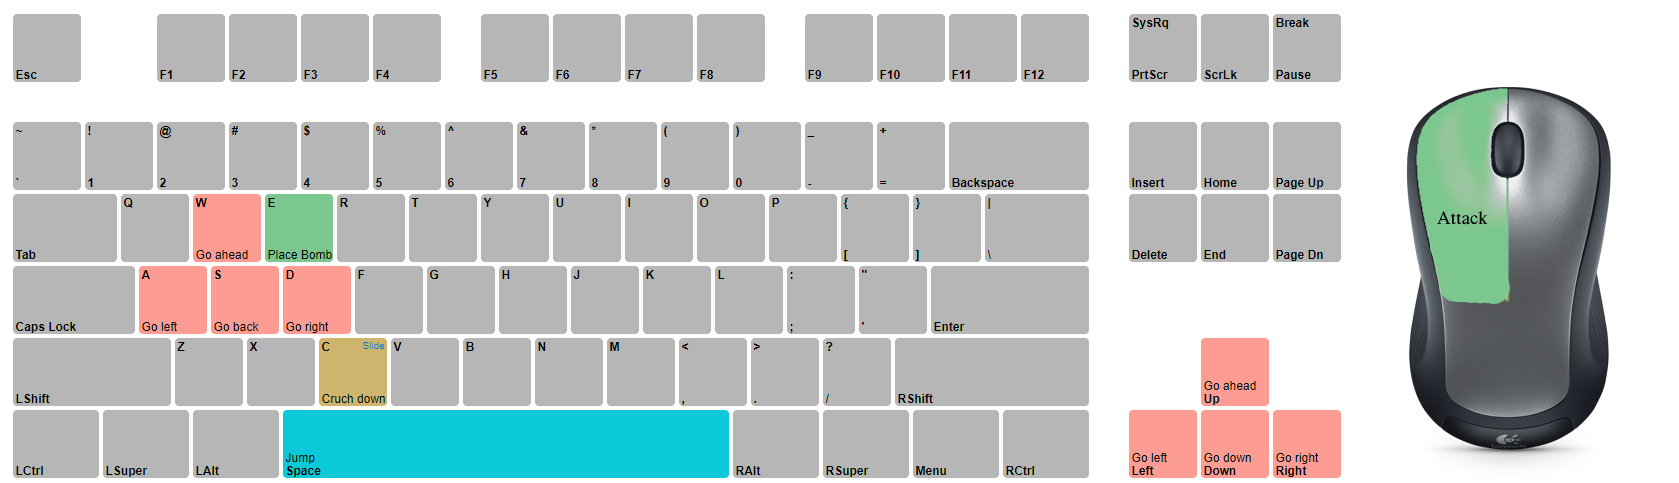 SysRq
Break
Esc
F1
F2
F3
F4
F5
F6
F7
F8
F9
F10
F11
F12
PrtScr
ScrLk
Pause
~
!
@
#
$
%
^
&
*
(
)
_
+
`
1
2
3
4
5
6
7
8
9
0
-
=
Backspace
Insert
Home
Page Up
Q
W
E
R
T
Y
U
I
O
P
{
}
|
Tab
Go ahead
Place Bomb
[
]
\
Delete
End
Page Dn
Attack
A
S
D
F
G
H
J
K
L
:
"
Caps Lock
Go left
Go back
Go right
;
'
Enter
Z
X
C
Slide
V
B
N
M
<
>
?
LShift
Cruch down
,
.
/
RShift
Go ahead
Up
Jump
LCtrl
LSuper
LAlt
Space
RAlt
RSuper
Menu
RCtrl
Go left
Left
Go down
Down
Go right
Right